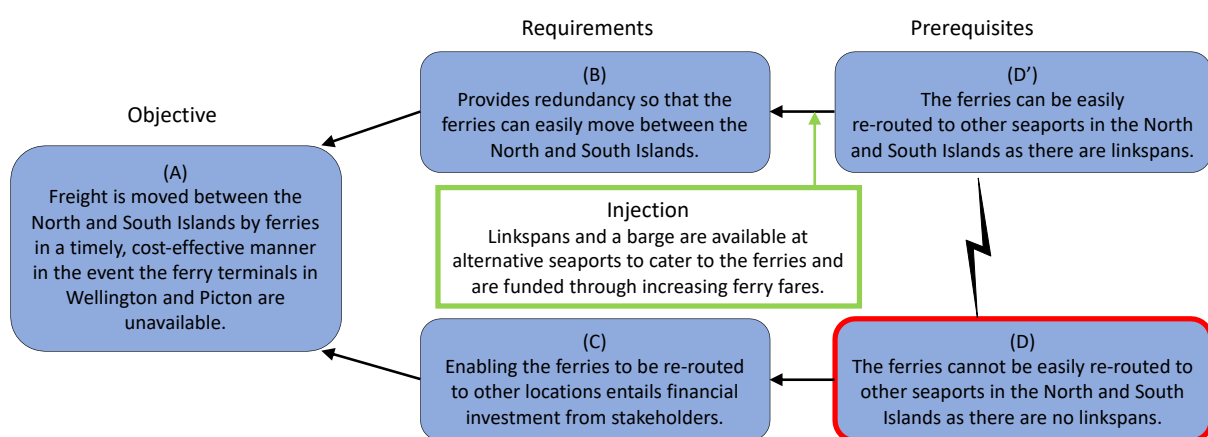 Requirements
Prerequisites
Objective
(A)
Freight is moved between the
North and South Islands by ferries
in a timely, cost-effective manner
in the event the ferry terminals in
Wellington and Picton are
unavailable.
(B)
Provides redundancy so that the
ferries can easily move between the
North and South Islands.
(D’)
The ferries can be easily
re-routed to other seaports in the North
and South Islands as there are linkspans.
Injection
Linkspans and a barge are available at
alternative seaports to cater to the ferries and
are funded through increasing ferry fares.
(C)
Enabling the ferries to be re-routed
to other locations entails financial
investment from stakeholders.
(D)
The ferries cannot be easily re-routed to
other seaports in the North and South
Islands as there are no linkspans.